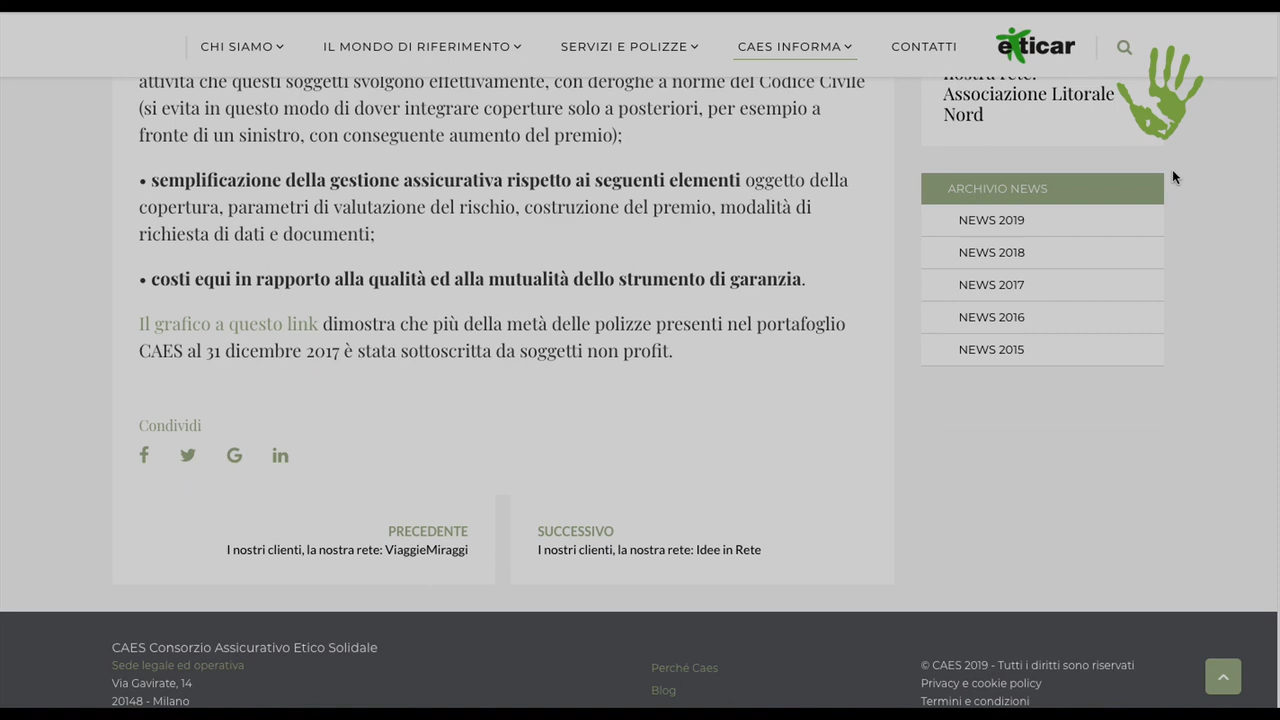 CHI SIAMO
IL MONDO DI RIFERIMENTO
SERVIZI E POLIZZE
CAES INFORMA
CONTATTI
eticar
attività che questi soggetti svolgono effettivamente, con deroghe a norme del Codice Civile
(si evita in questo modo di dover integrare coperture solo a posteriori, per esempio a
fronte di un sinistro, con conseguente aumento del premio);
• semplificazione della gestione assicurativa rispetto ai seguenti elementi oggetto della
copertura, parametri di valutazione del rischio, costruzione del premio, modalità di
richiesta di dati e documenti;
• costi equi in rapporto alla qualità ed alla mutualità dello strumento di garanzia.
Il grafico a questo link dimostra che più della metà delle polizze presenti nel portafoglio
CAES al 31 dicembre 2017 è stata sottoscritta da soggetti non profit.
Condividi
PRECEDENTE
I nostri clienti, la nostra rete: ViaggieMiraggi
SUCCESSIVO
I nostri clienti, la nostra rete: Idee in Rete
nostra rete:
Associazione Litorale
Nord
ARCHIVIO NEWS
NEWS 2019
NEWS 2018
NEWS 2017
NEWS 2016
NEWS 2015
CAES Consorzio Assicurativo Etico Solidale
Sede legale ed operativa
Via Gavirate, 14
20148 - Milano
Perché Caes
Blog
© CAES 2019 - Tutti i diritti sono riservati
Privacy e cookie policy
Termini e condizioni